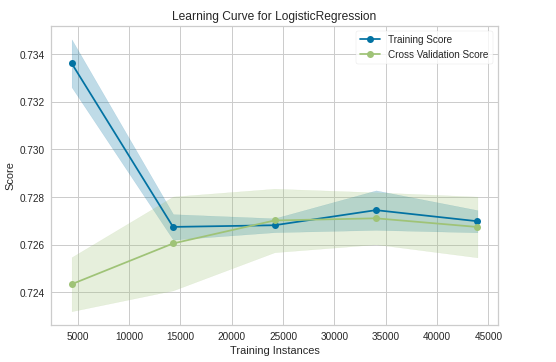 Learning Curve for LogisticRegression
Training Score
Cross Validation Score
0.734
0.732
0.730
0.728
0.726
0.724
Score
5000 10000 15000 20000 25000 30000 35000 40000 45000
Training Instances